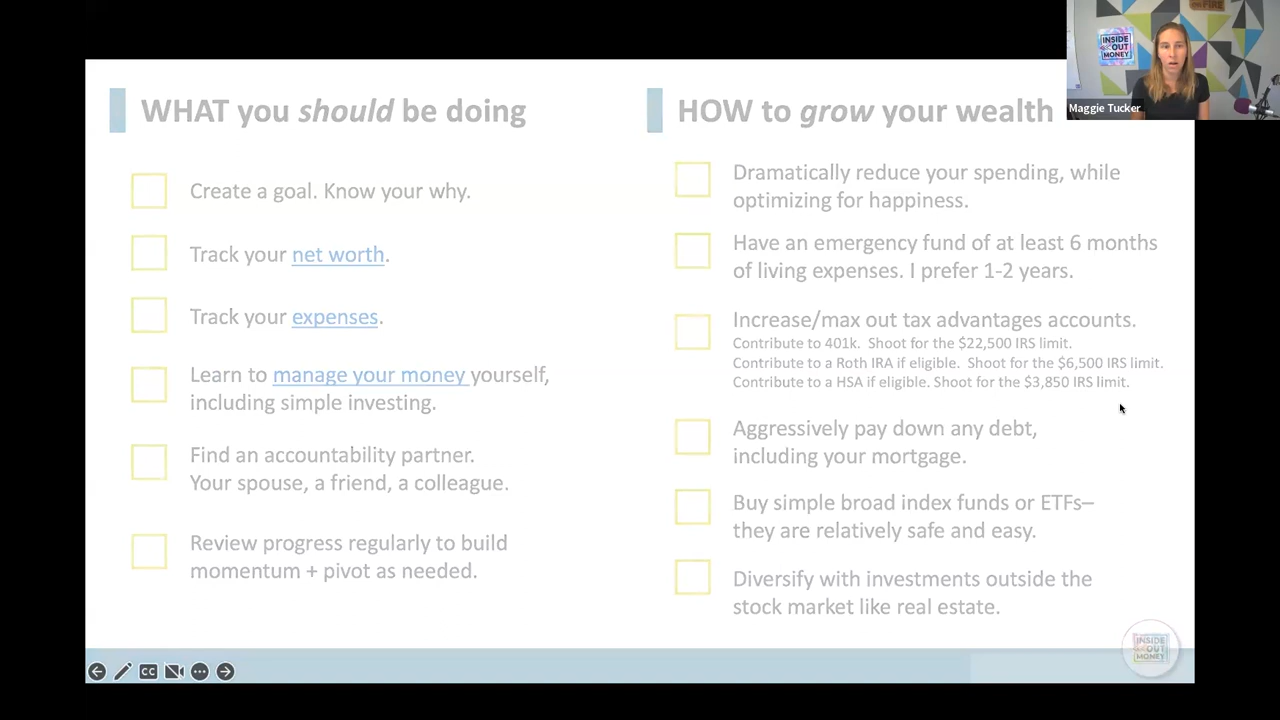 WHAT you should be doing
Create a goal. Know your why.
Track your net worth.
Track your expenses.
Learn to manage your money yourself,
including simple investing.
Find an accountability partner.
Your spouse, a friend, a colleague.
Review progress regularly to build
momentum + pivot as needed.
HOW to grow your wealth
Dramatically reduce your spending, while
optimizing for happiness.
Have an emergency fund of at least 6 months
of living expenses. I prefer 1-2 years.
Increase/max out tax advantages accounts.
Contribute to 401k. Shoot for the $22,500 IRS limit.
Contribute to a Roth IRA if eligible. Shoot for the $6,500 IRS limit.
Contribute to a HSA if eligible. Shoot for the $3,850 IRS limit.
Aggressively pay down any debt,
including your mortgage.
Buy simple broad index funds or ETFs–
they are relatively safe and easy.
Diversify with investments outside the
stock market like real estate.
on FIRE
INSIDE
OUT
MONEY
Maggie Tucker
INSIDE
OUT
MONEY
CC